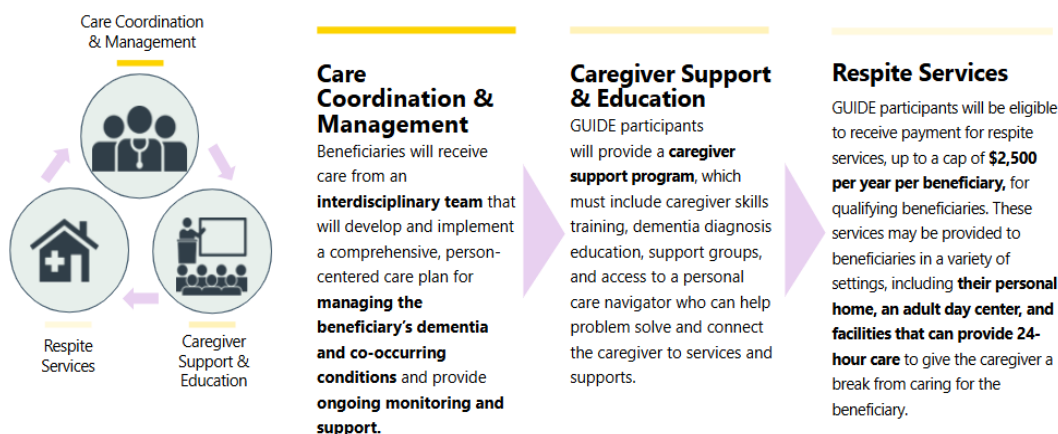 Care Coordination
& Management
Respite
Services
Caregiver
Support &
Education
Care
Coordination &
Management
Beneficiaries will receive
care from an
interdisciplinary team that
will develop and implement
a comprehensive, person-
centered care plan for
managing the
beneficiary's dementia
and co-occurring
conditions and provide
ongoing monitoring and
support.
Caregiver Support
& Education
GUIDE participants
will provide a caregiver
support program, which
must include caregiver skills
training, dementia diagnosis
education, support groups,
and access to a personal
care navigator who can help
problem solve and connect
the caregiver to services and
supports.
Respite Services
GUIDE participants will be eligible
to receive payment for respite
services, up to a cap of $2,500
per year per beneficiary, for
qualifying beneficiaries. These
services may be provided to
beneficiaries in a variety of
settings, including their personal
home, an adult day center, and
facilities that can provide 24-
hour care to give the caregiver a
break from caring for the
beneficiary.